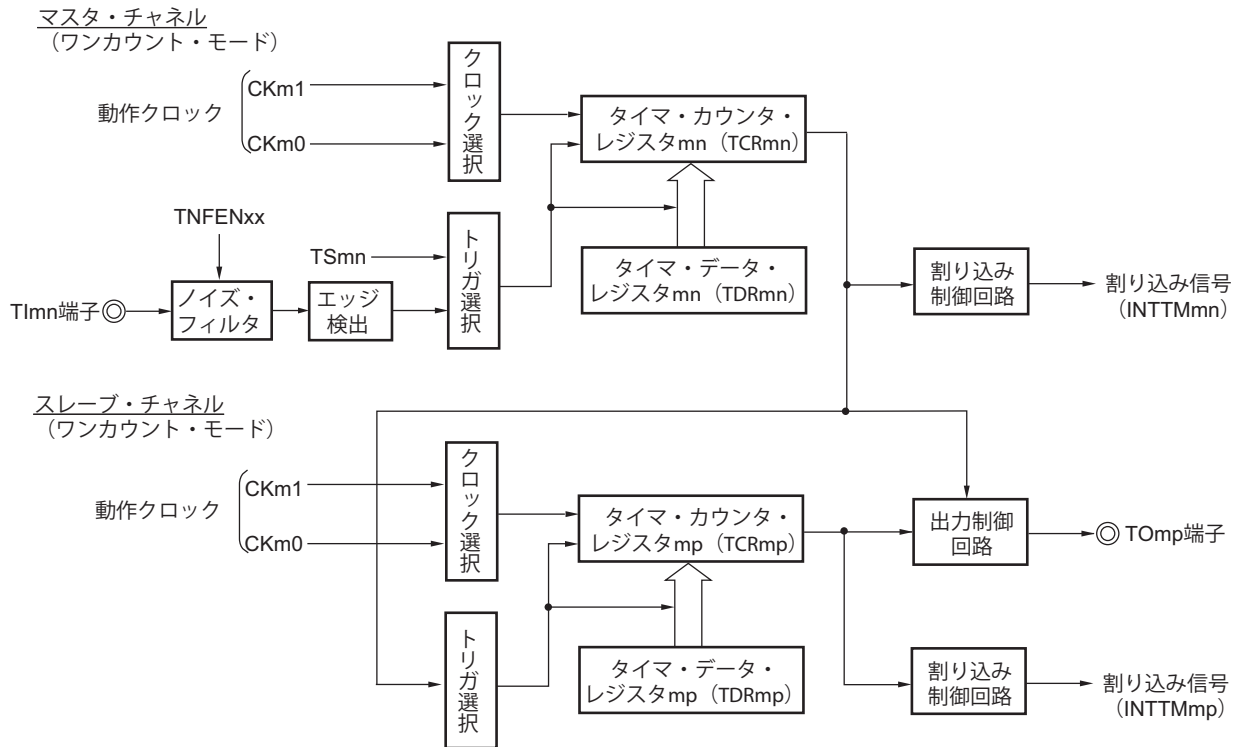 マスタ・チャネル
（ワンカウント・モード）
動作クロック
CKm1
CKm0
クロック選択
タイマ・カウンタ・
レジスタmn（TCRmn）
TNFENxx
TSmn
トリガ選択
タイマ・データ・
レジスタmn（TDRmn）
TImn端子
ノイズ・
フィルタ
エッジ
検出
割り込み
制御回路
割り込み信号
（INTTMmn）
スレーブ・チャネル
（ワンカウント・モード）
動作クロック
CKm1
CKm0
クロック選択
タイマ・カウンタ・
レジスタmp（TCRmp）
出力制御
回路
TOmp端子
トリガ選択
タイマ・データ・
レジスタmp（TDRmp）
割り込み
制御回路
割り込み信号
（INTTMmp）